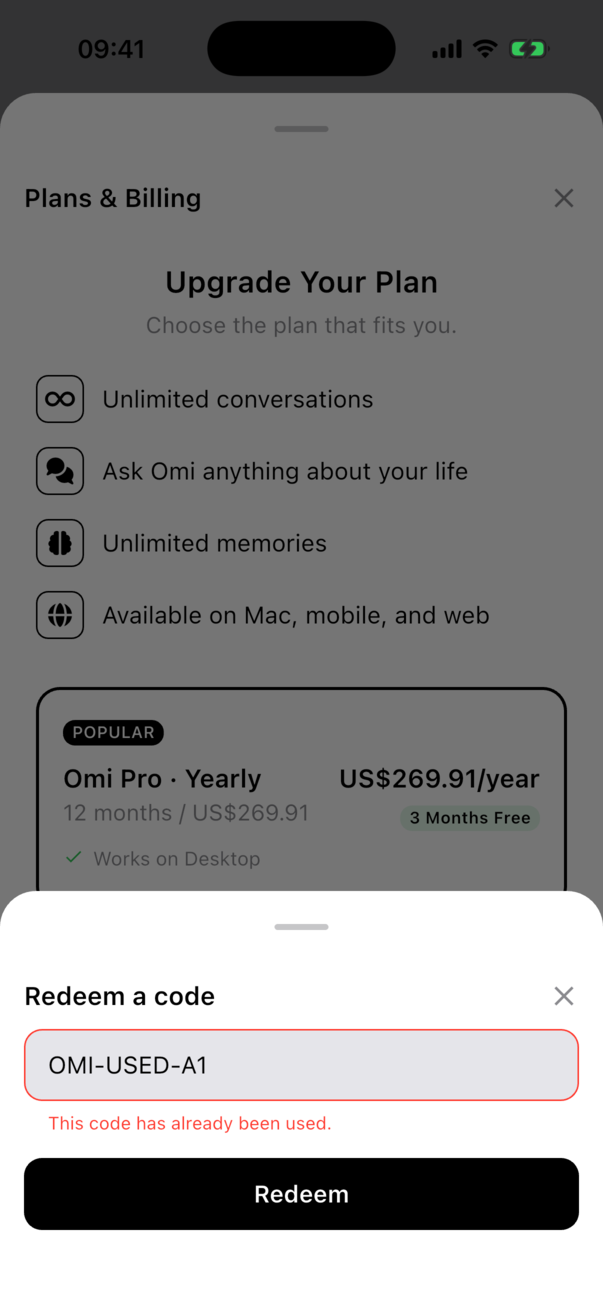 09:41
Plans & Billing
Upgrade Your Plan
Choose the plan that fits you.
Unlimited conversations
Ask Omi anything about your life
Unlimited memories
Available on Mac, mobile, and web
POPULAR
Omi Pro · Yearly US$269.91/year
12 months / US$269.91 3 Months Free
Works on Desktop
Redeem a code
OMI-USED-A1
This code has already been used.
Redeem